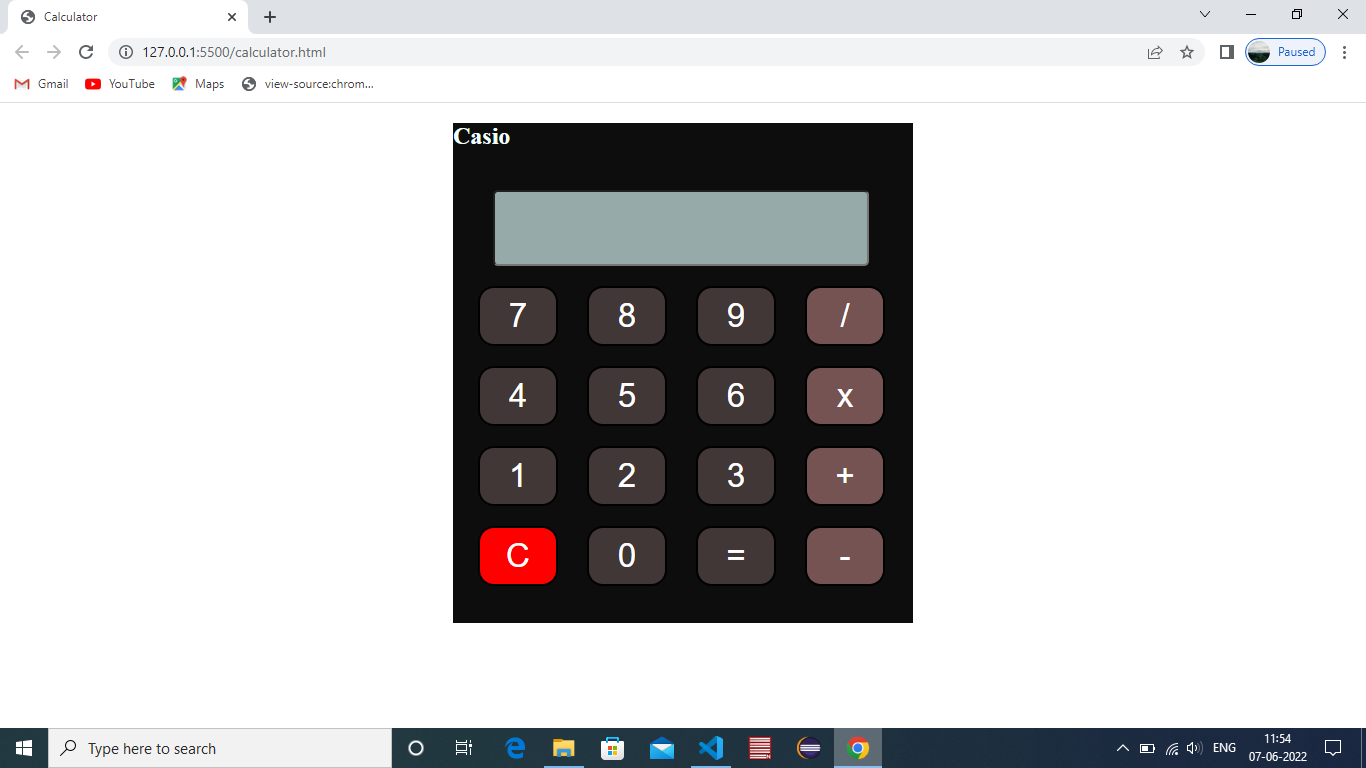 Calculator
127.0.0.1:5500/calculator.html
Paused
Gmail YouTube Maps view-source:chrom...
Casio
7 8 9 /
4 5 6 x
1 2 3 +
C 0 = -
Type here to search
ENG
11:54
07-06-2022